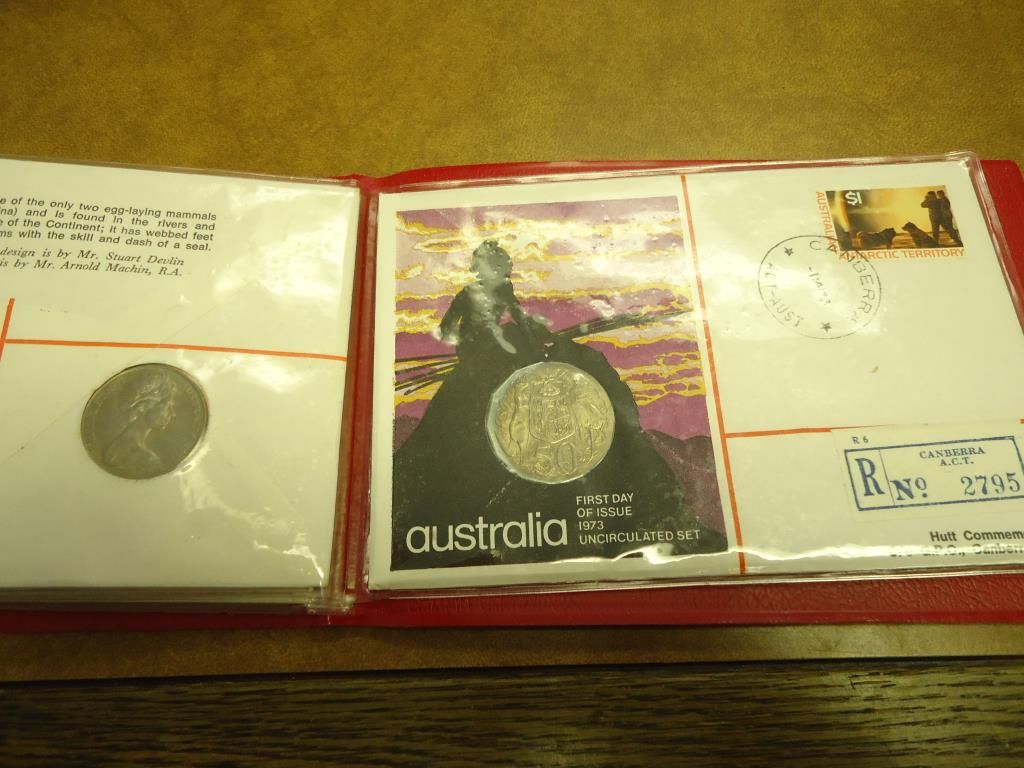 e of the only two egg-laying mammals
na) and is found in the rivers and
e of the Continent; it has webbed feet
ms with the skill and dash of a seal.
design is by Mr. Stuart Devlin
is by Mr. Arnold Machin, R.A.
50
australia
FIRST DAY
OF ISSUE
1973
UNCIRCULATED SET
$1
AUSTRALIAN
ANTARCTIC TERRITORY
CANBERRA
ACT-AUST
R6
CANBERRA
A.C.T.
R No 2795
Hutt Commem
G.P.O., Canberr